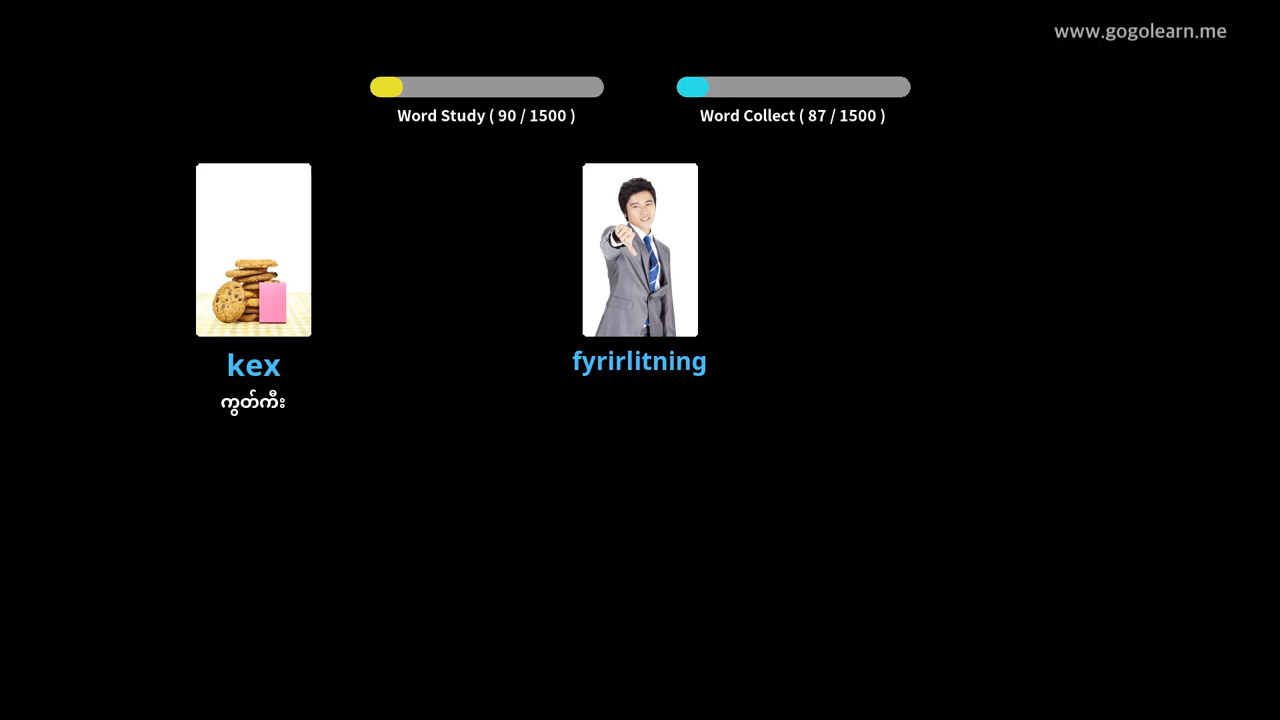 www.gogolearn.me
Word Study ( 90 / 1500 )
Word Collect ( 87 / 1500 )
kex
ကွတ်ကီး
fyrirlitning